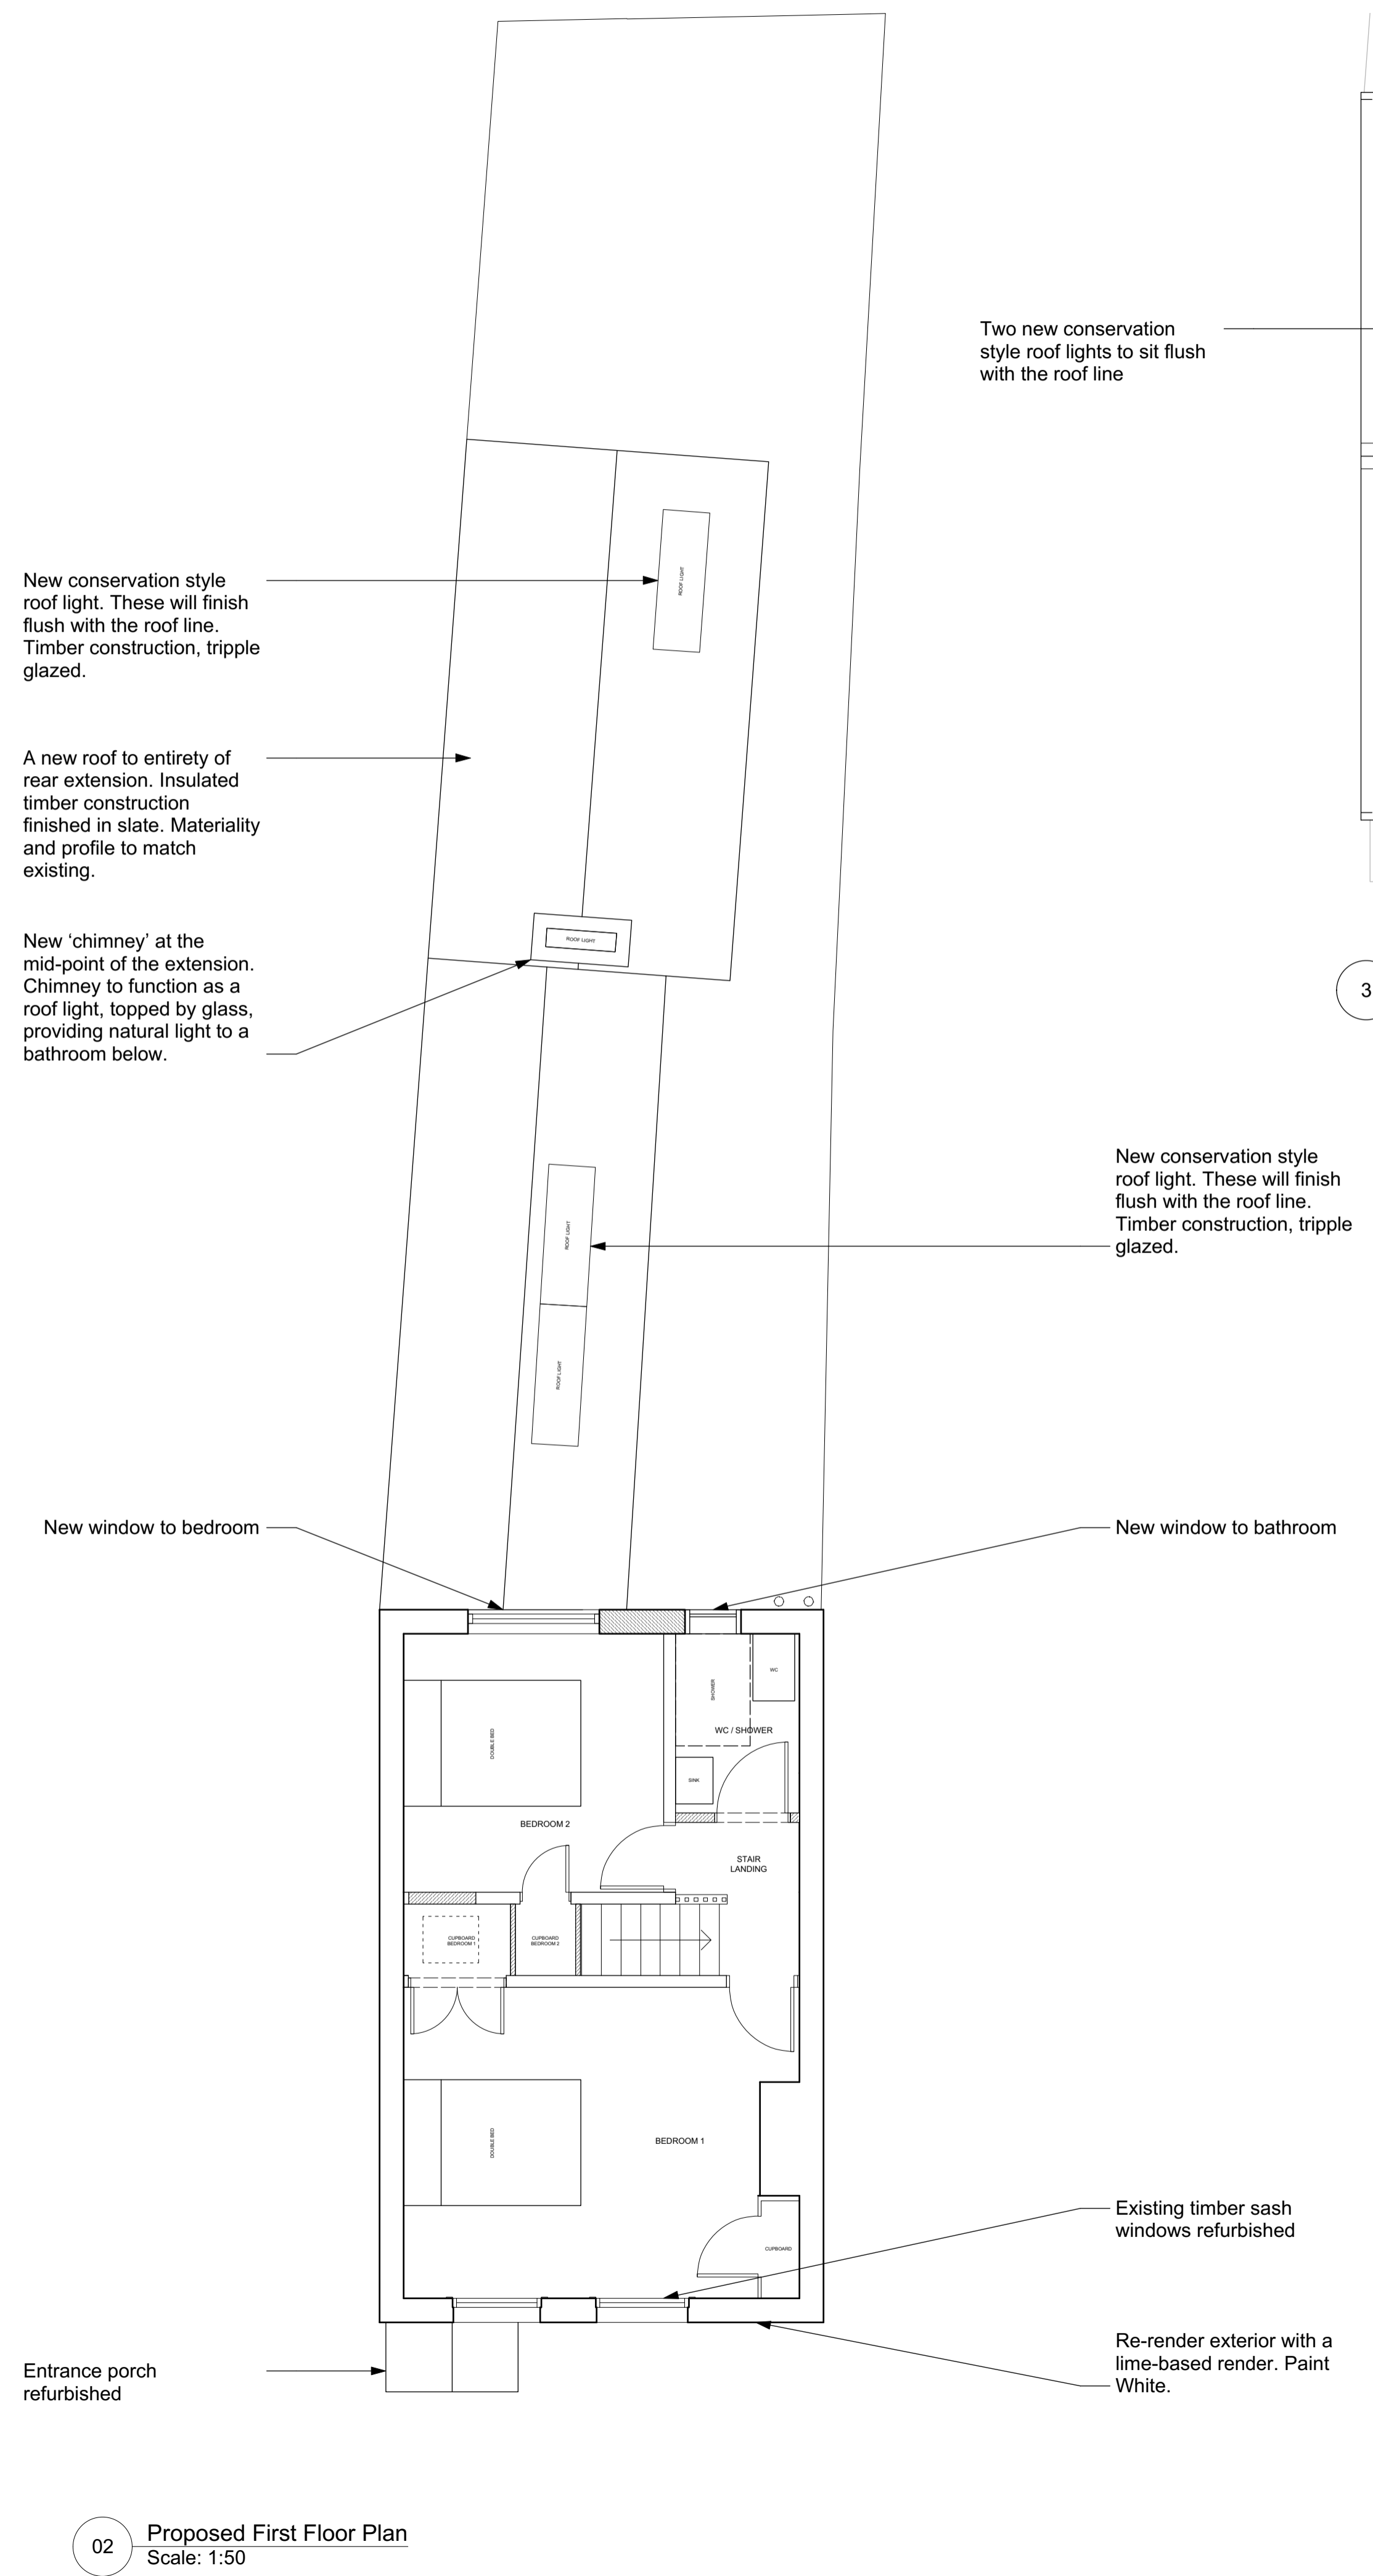 Two new conservation
style roof lights to sit flush
with the roof line
New conservation style
roof light. These will finish
flush with the roof line.
Timber construction, tripple
glazed.
ROOF LIGHT
A new roof to entirety of
rear extension. Insulated
timber construction
finished in slate. Materiality
and profile to match
existing.
New ‘chimney’ at the
mid-point of the extension.
Chimney to function as a
roof light, topped by glass,
providing natural light to a
bathroom below.
ROOF LIGHT
3
New conservation style
roof light. These will finish
flush with the roof line.
Timber construction, tripple
glazed.
ROOF LIGHT
ROOF LIGHT
New window to bedroom
New window to bathroom
SHOWER
WC
WC / SHOWER
DOUBLE BED
SINK
BEDROOM 2
STAIR
LANDING
CUPBOARD
BEDROOM 1
CUPBOARD
BEDROOM 2
DOUBLE BED
BEDROOM 1
Existing timber sash
windows refurbished
CUPBOARD
Re-render exterior with a
lime-based render. Paint
White.
Entrance porch
refurbished
02
Proposed First Floor Plan
Scale: 1:50